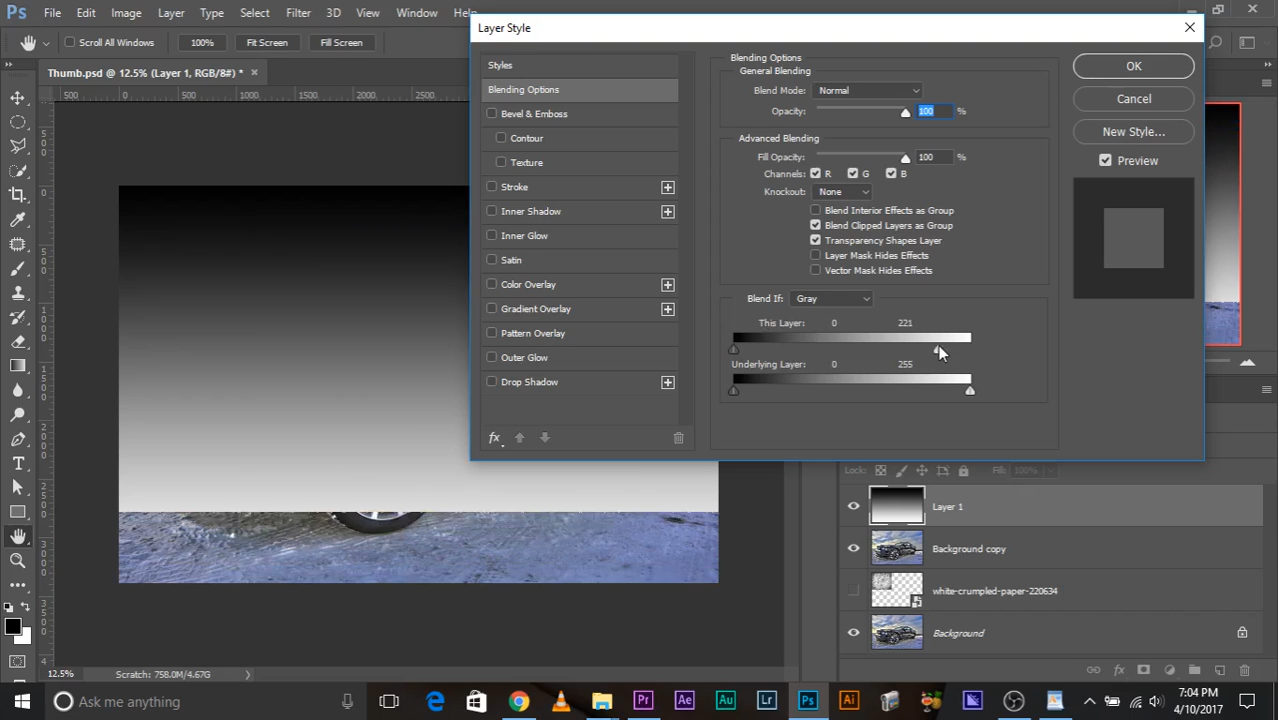 Ps File Edit Image Layer Type Select Filter 3D View Window Help
Layer Style
Scroll All Windows 100% Fit Screen Fill Screen
Thumb.psd @ 12.5% (Layer 1, RGB/8#) *
500 0 500 1000 1500 2000 2500
Styles
Blending Options
Bevel & Emboss
Contour
Texture
Stroke
Inner Shadow
Inner Glow
Satin
Color Overlay
Gradient Overlay
Pattern Overlay
Outer Glow
Drop Shadow
fx
Blending Options
General Blending
Blend Mode: Normal
Opacity: 100 %
Advanced Blending
Fill Opacity: 100 %
Channels: R G B
Knockout: None
Blend Interior Effects as Group
Blend Clipped Layers as Group
Transparency Shapes Layer
Layer Mask Hides Effects
Vector Mask Hides Effects
Blend If: Gray
This Layer: 0 221
Underlying Layer: 0 255
OK
Cancel
New Style...
Preview
Lock: Fill: 100%
Layer 1
Background copy
white-crumpled-paper-220634
Background
12.5% Scratch: 758.0M/4.67G
Ask me anything
Pr Ae Au Lr Ps Ai
7:04 PM
4/10/2017